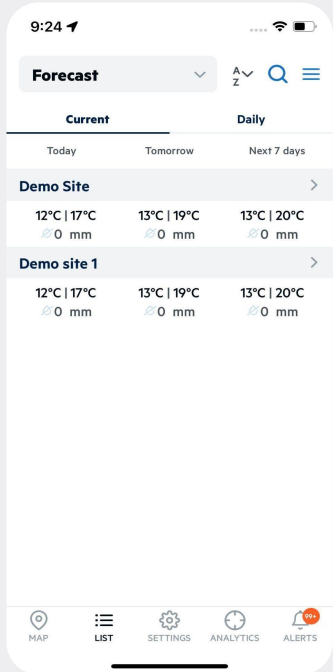 9:24
Forecast
A
Z
Current Daily
Today Tomorrow Next 7 days
Demo Site
12°C | 17°C 13°C | 19°C 13°C | 20°C
0 mm 0 mm 0 mm
Demo site 1
12°C | 17°C 13°C | 19°C 13°C | 20°C
0 mm 0 mm 0 mm
99+
MAP LIST SETTINGS ANALYTICS ALERTS